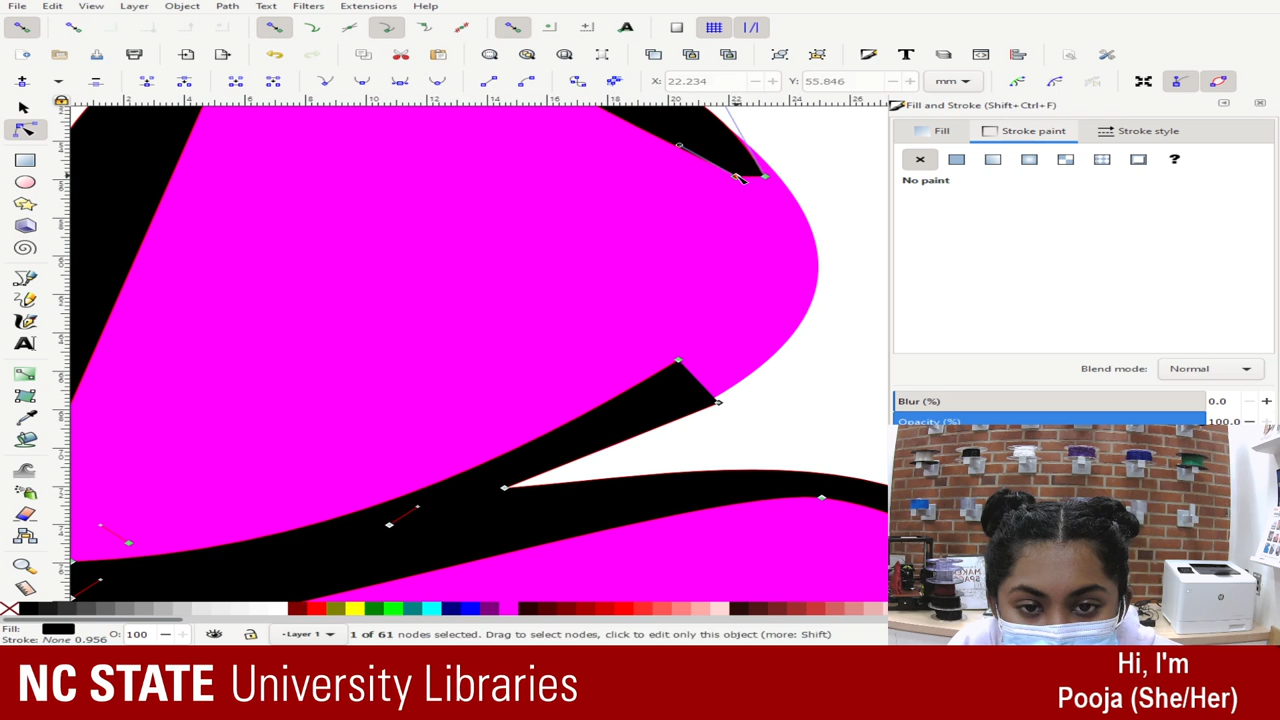 File Edit View Layer Object Path Text Filters Extensions Help
X: 22.234 Y: 55.846 mm
Fill and Stroke (Shift+Ctrl+F)
Fill Stroke paint Stroke style
No paint
Blend mode: Normal
Blur (%) 0.0
Opacity (%) 100.0
Fill:
Stroke: None 0.956 O: 100 Layer 1 1 of 61 nodes selected. Drag to select nodes, click to edit only this object (more: Shift)
NC STATE University Libraries
Hi, I'm
Pooja (She/Her)